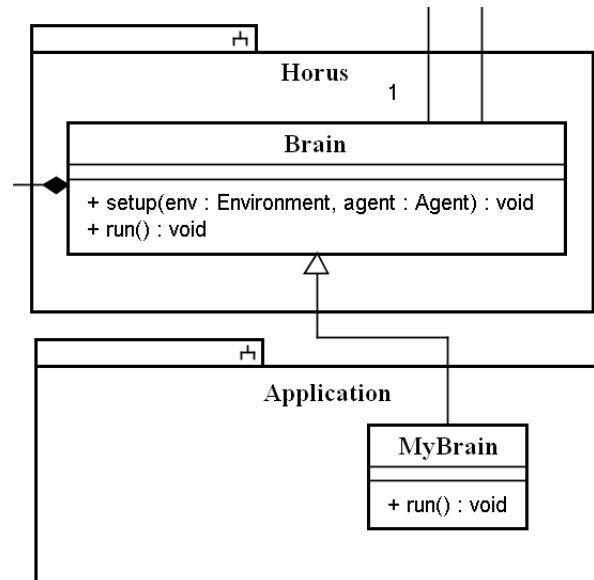 Horus
1
Brain
+ setup(env : Environment, agent : Agent) : void
+ run() : void
Application
MyBrain
+ run() : void